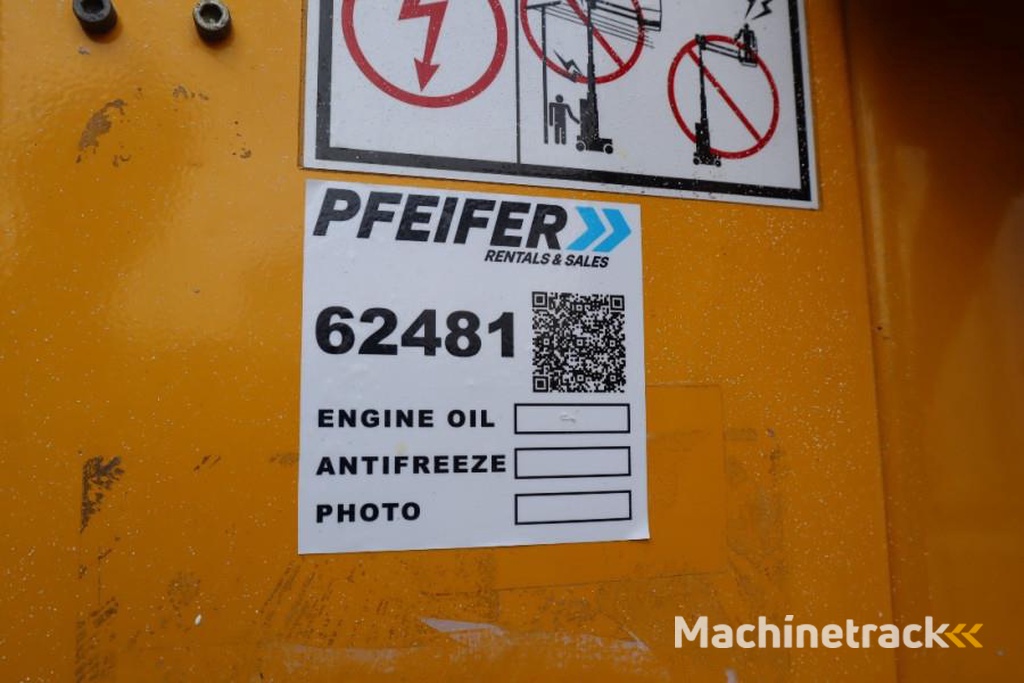 PFEIFER
RENTALS & SALES
62481
ENGINE OIL
ANTIFREEZE
PHOTO
Machinetrack